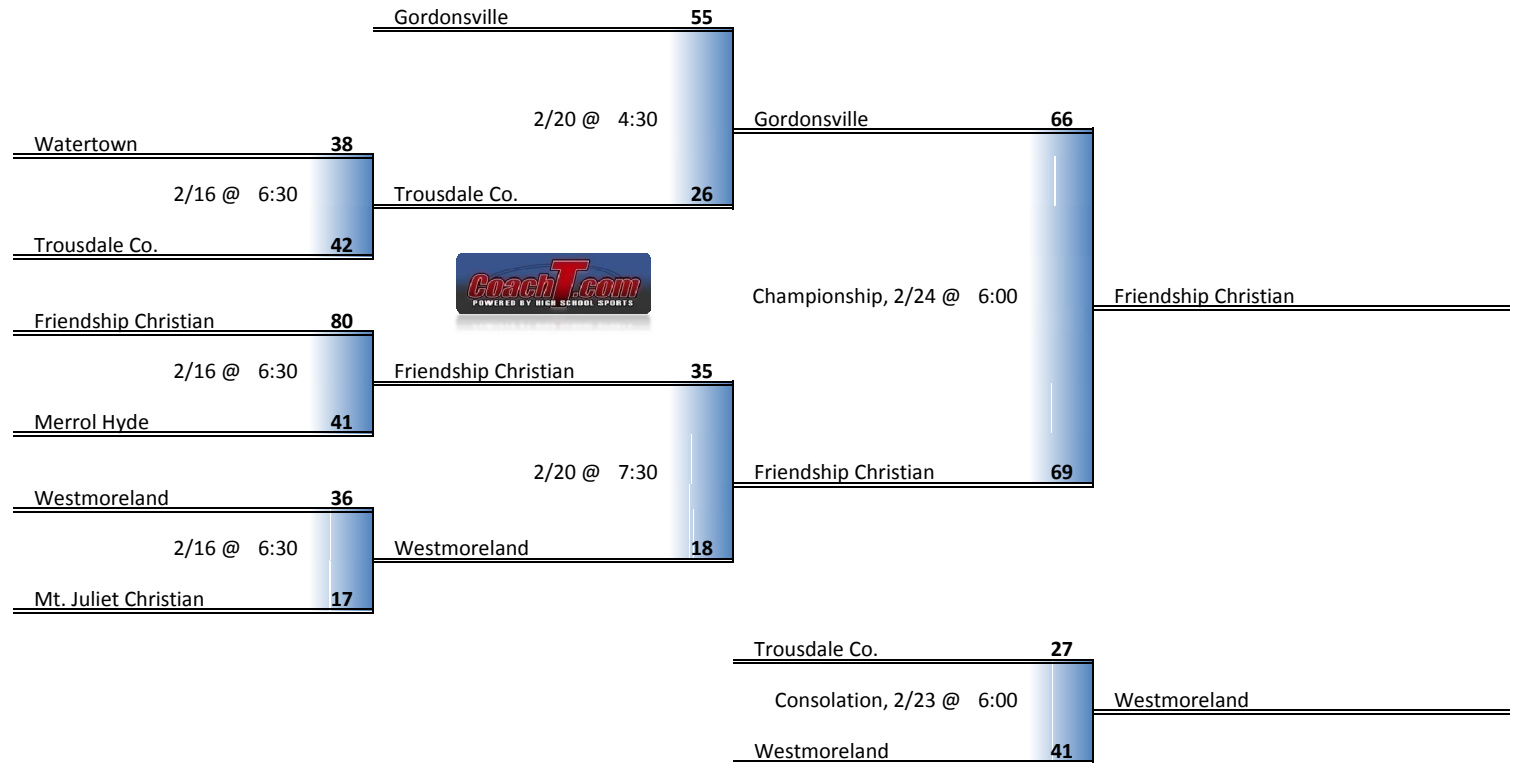 Gordonsville 55
2/20 @ 4:30
Gordonsville 66
Watertown 38
2/16 @ 6:30
Trousdale Co. 26
Trousdale Co. 42
CoachT.com
POWERED BY HIGH SCHOOL SPORTS
Championship, 2/24 @ 6:00
Friendship Christian
Friendship Christian 80
2/16 @ 6:30
Friendship Christian 35
Merrol Hyde 41
2/20 @ 7:30
Friendship Christian 69
Westmoreland 36
2/16 @ 6:30
Westmoreland 18
Mt. Juliet Christian 17
Trousdale Co. 27
Consolation, 2/23 @ 6:00
Westmoreland
Westmoreland 41